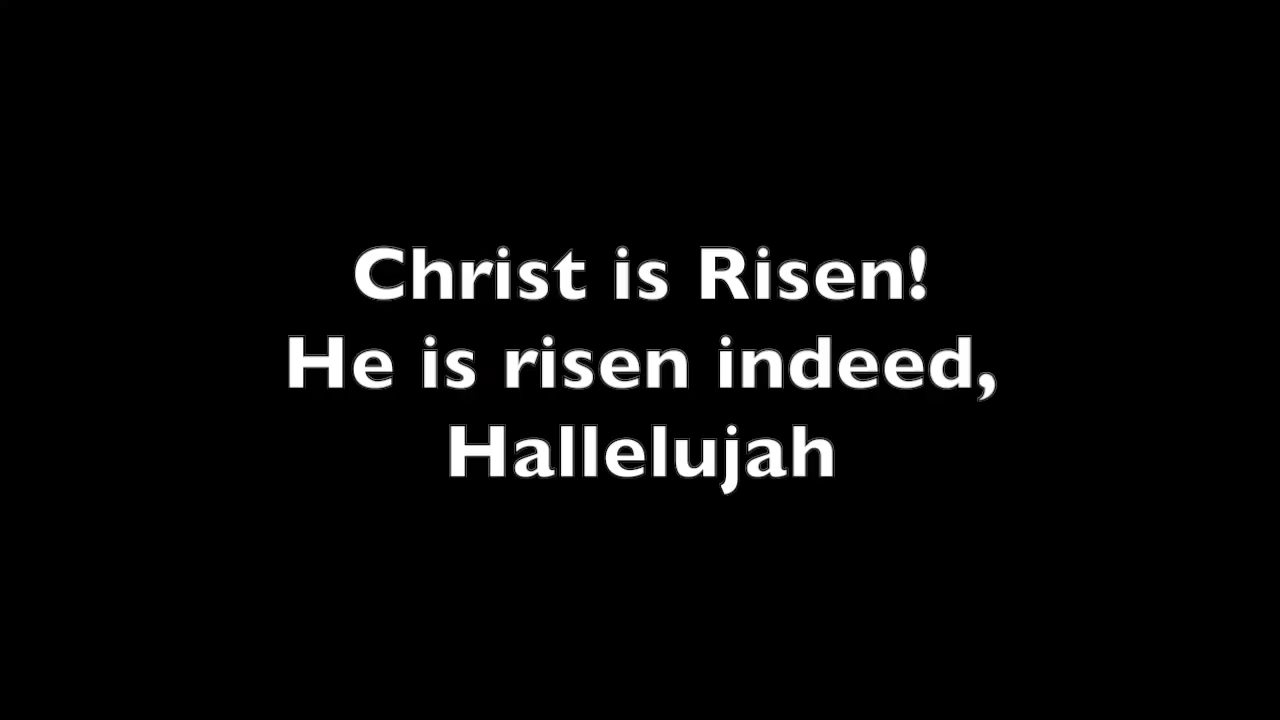 Christ is Risen!
He is risen indeed,
Hallelujah